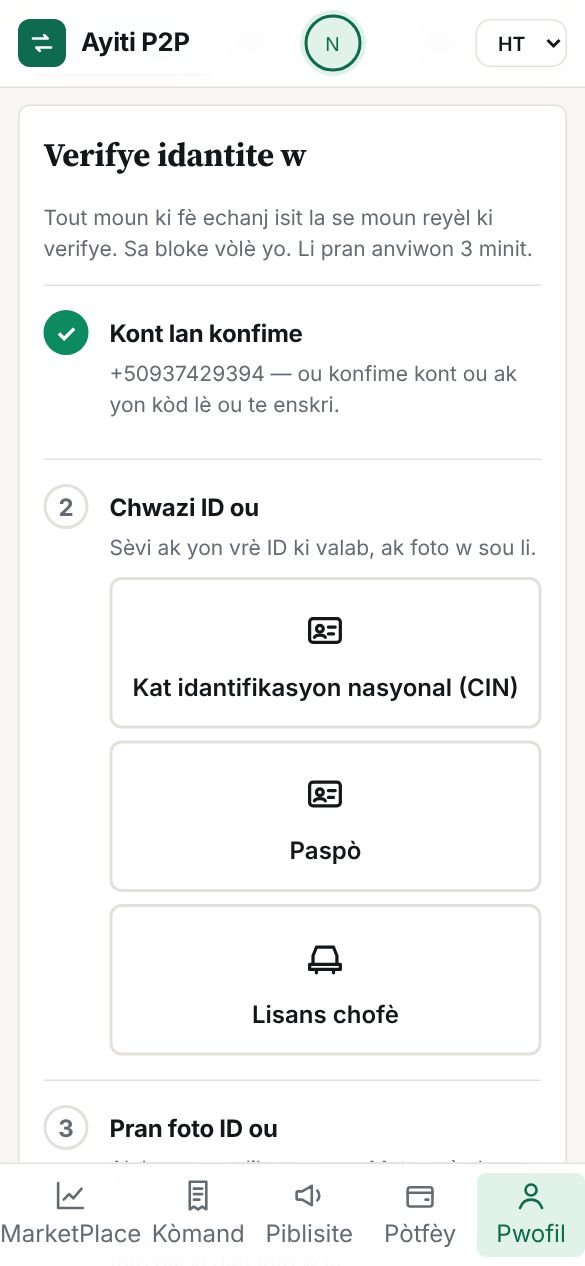 Ayiti P2P
N
HT
Verifye idantite w
Tout moun ki fè echanj isit la se moun reyèl ki
verifye. Sa bloke vòlè yo. Li pran anviwon 3 minit.
Kont lan konfime
+50937429394 — ou konfime kont ou ak
yon kòd lè ou te enskri.
2
Chwazi ID ou
Sèvi ak yon vrè ID ki valab, ak foto w sou li.
Kat idantifikasyon nasyonal (CIN)
Paspò
Lisans chofè
3
Pran foto ID ou
MarketPlace
Kòmand
Piblisite
Pòtfèy
Pwofil